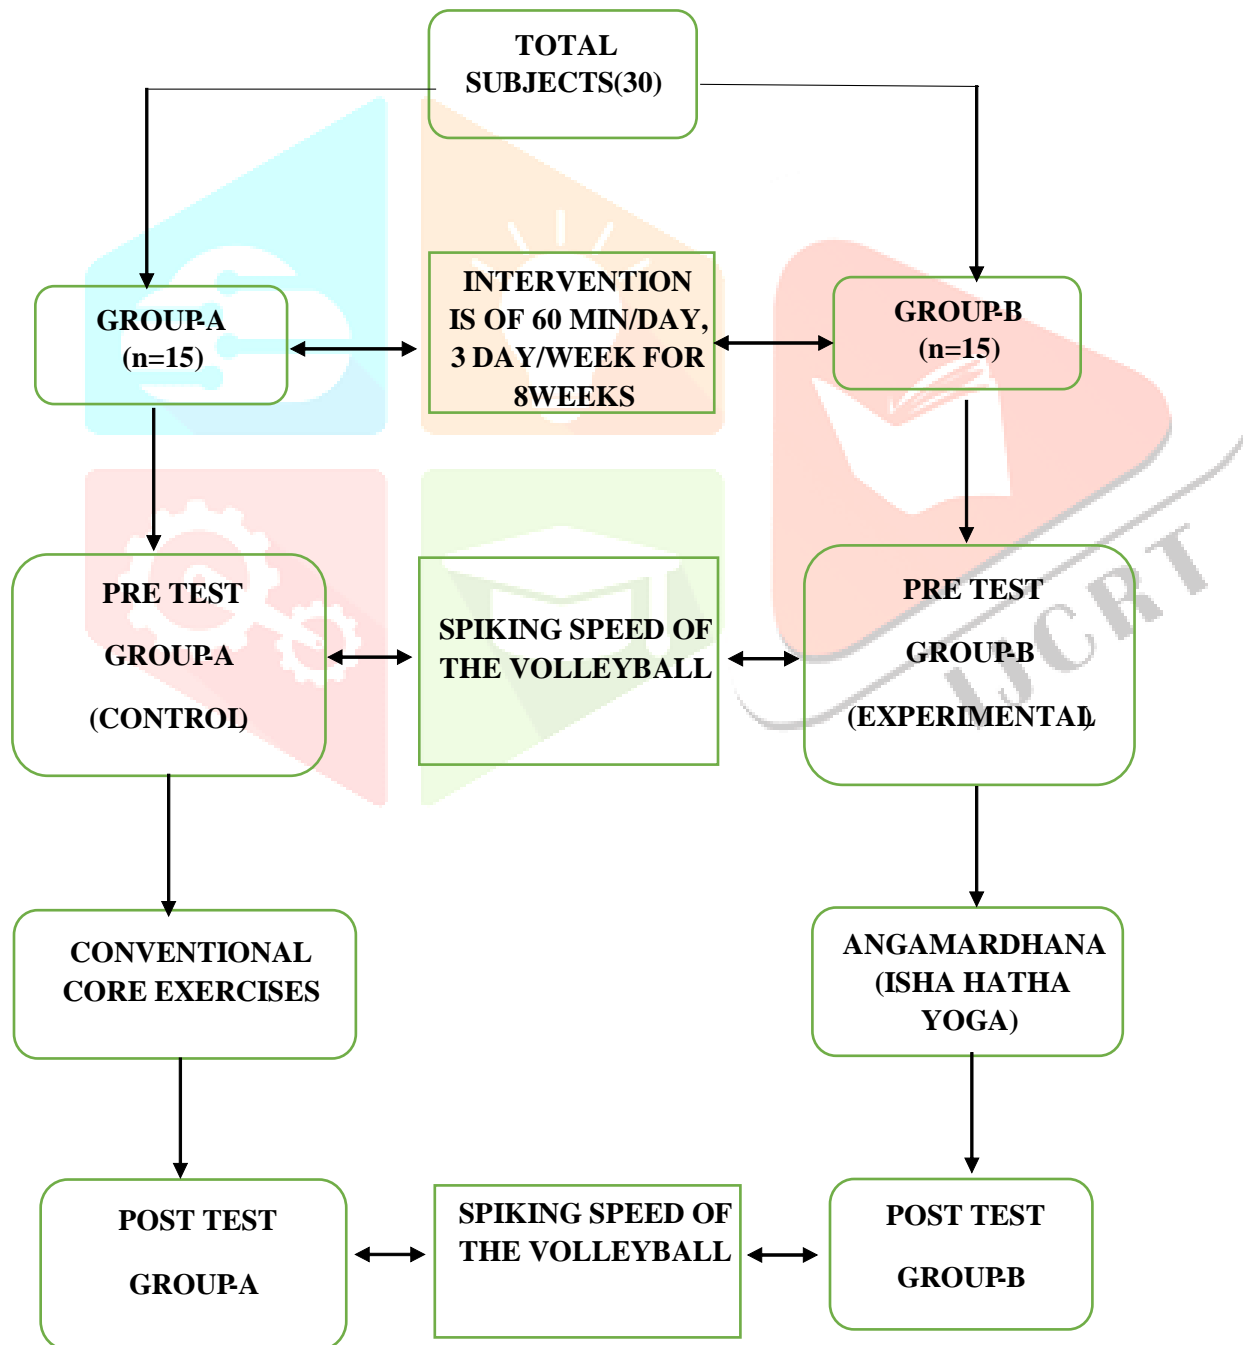 TOTAL
SUBJECTS(30)
GROUP-A
(n=15)
INTERVENTION
IS OF 60 MIN/DAY,
3 DAY/WEEK FOR
8WEEKS
GROUP-B
(n=15)
PRE TEST
GROUP-A
(CONTROL)
SPIKING SPEED OF
THE VOLLEYBALL
PRE TEST
GROUP-B
(EXPERIMENTAL)
IJCRT
CONVENTIONAL
CORE EXERCISES
ANGAMARDHANA
(ISHA HATHA
YOGA)
POST TEST
GROUP-A
SPIKING SPEED OF
THE VOLLEYBALL
POST TEST
GROUP-B